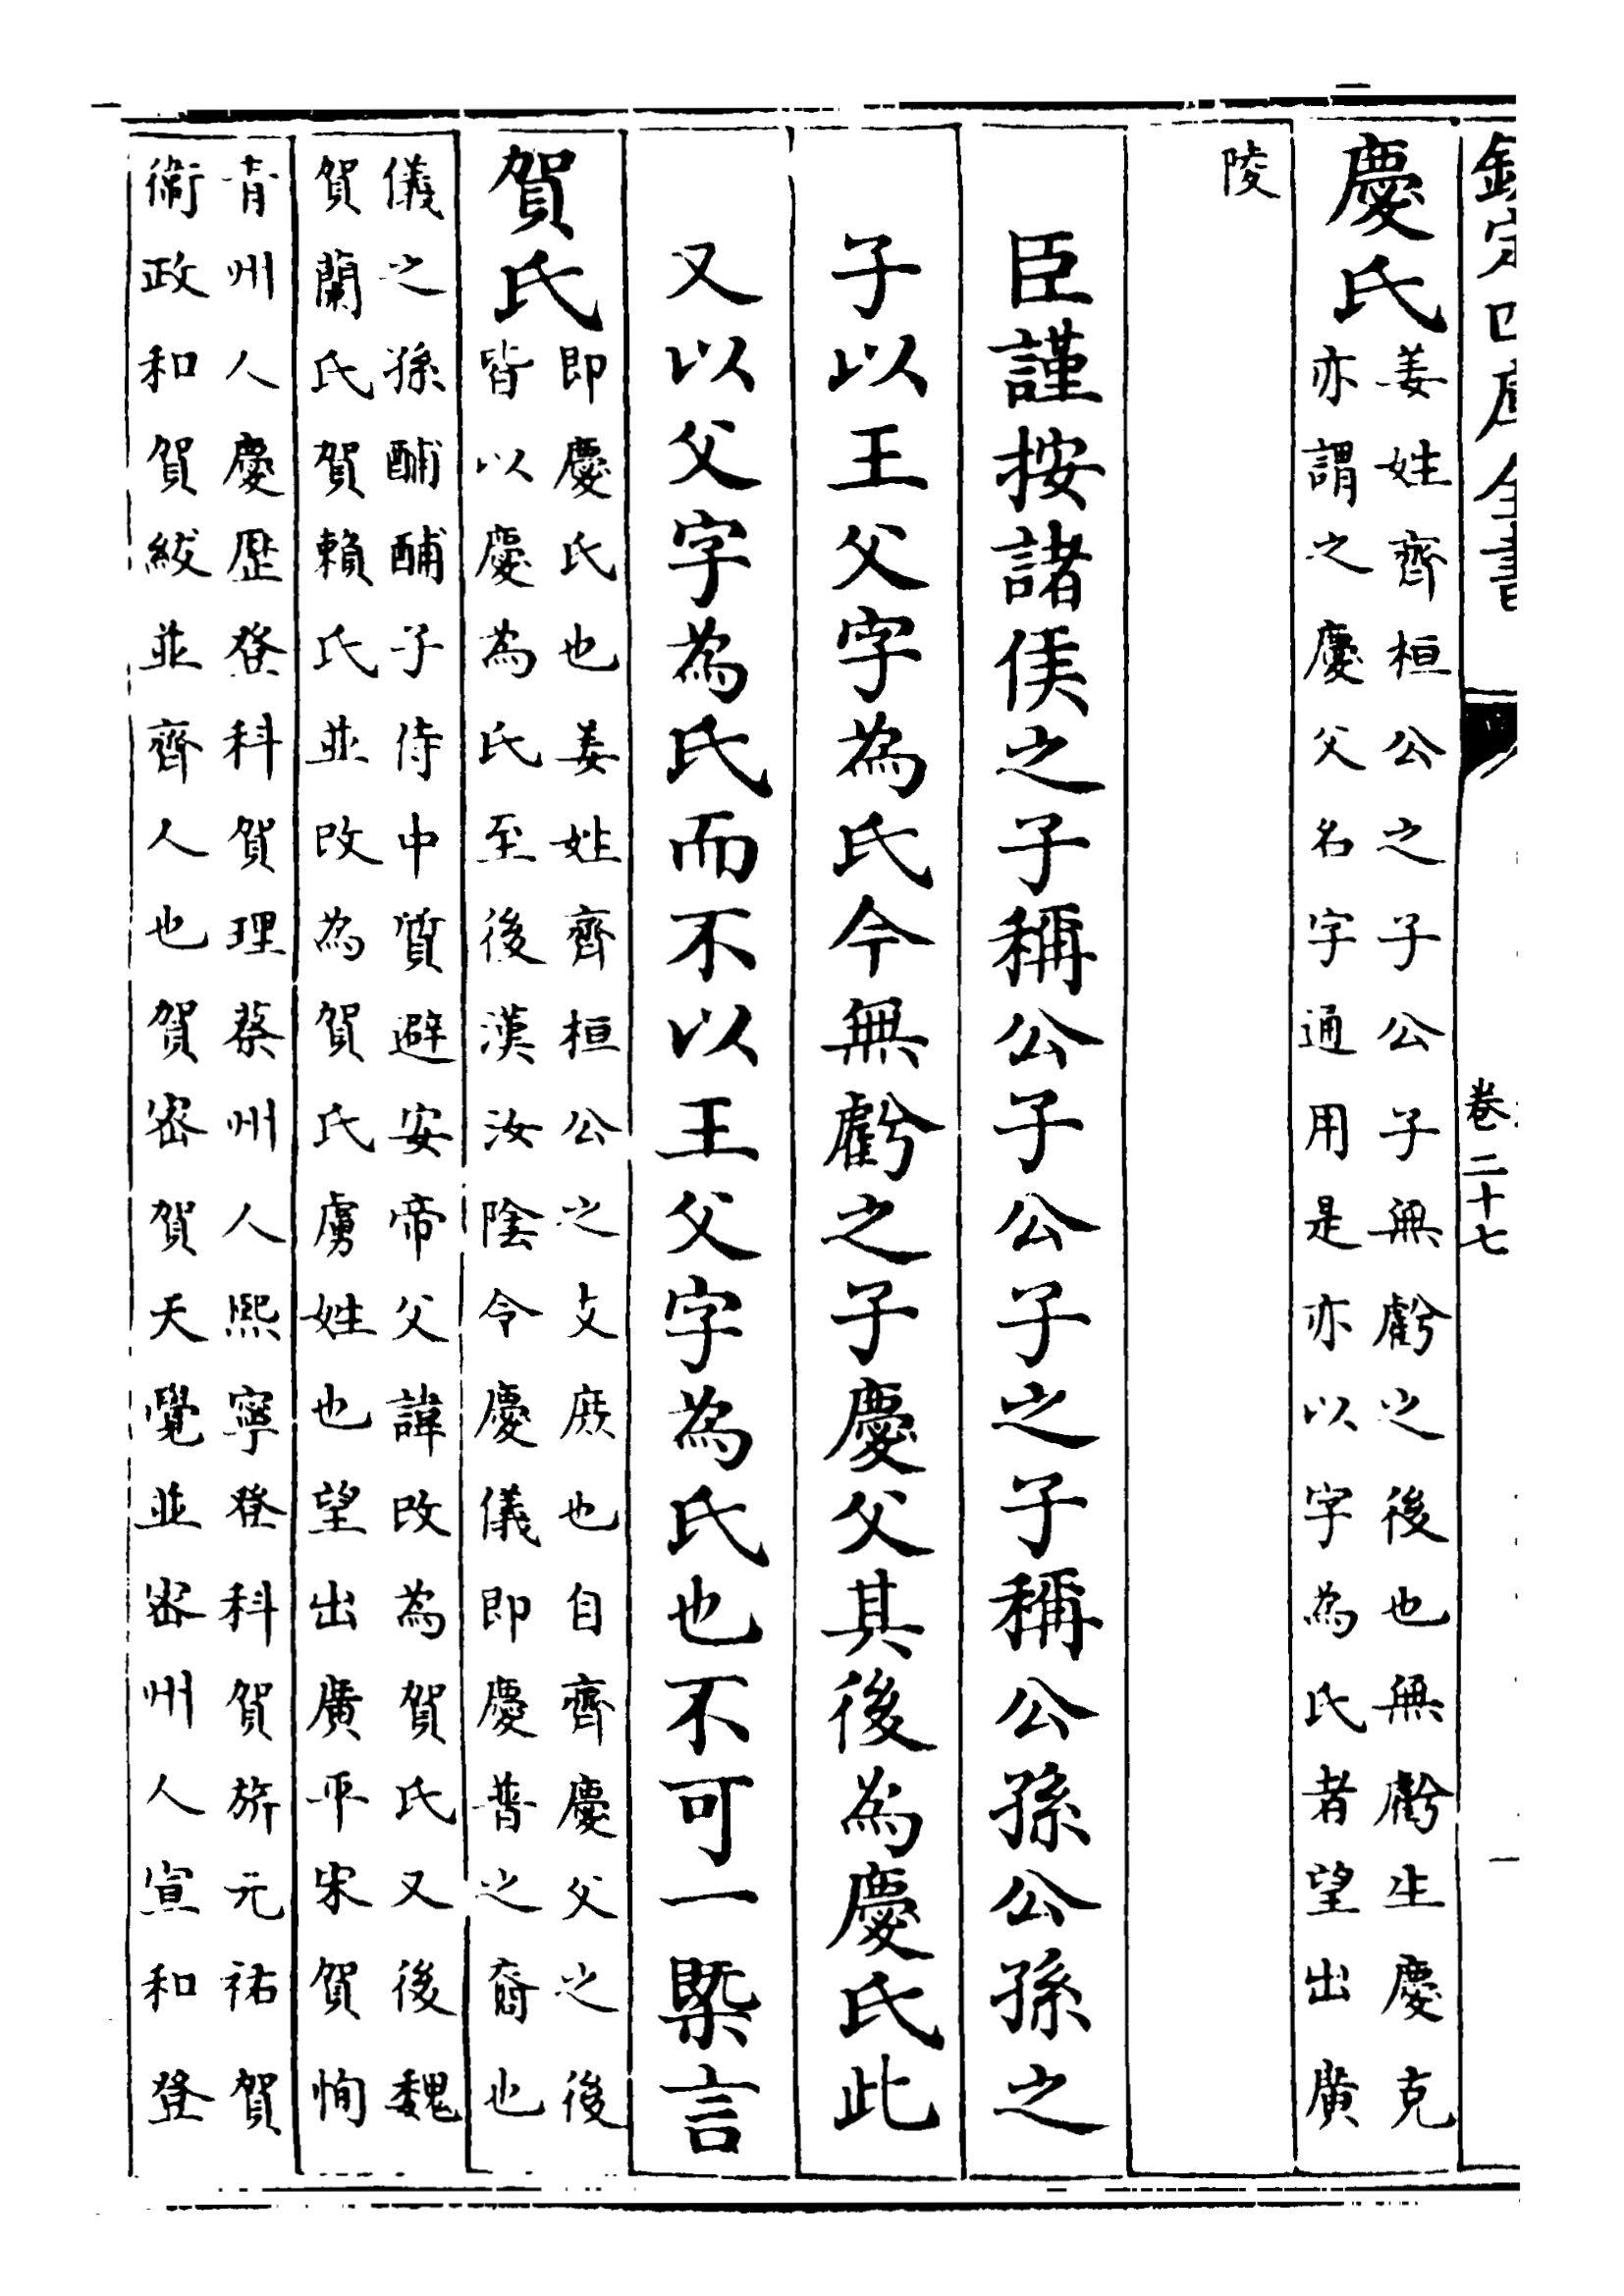 欽定四庫全書
卷二十七
慶氏
姜姓齊桓公之子公子無虧之後也無虧生慶克
亦謂之慶父名字通用是亦以字為氏者望出廣
陵
臣謹按諸侯之子稱公子公子之子稱公孫公孫之
子以王父字為氏今無虧之子慶父其後為慶氏此
又以父字為氏而不以王父字為氏也不可一槩言
賀氏
即慶氏也姜姓齊桓公之支庶也自齊慶父之後
皆以慶為氏至後漢汝陰令慶儀即慶普之裔也
儀之孫酺酺子侍中質避安帝父諱改為賀氏又後魏
賀蘭氏賀賴氏並改為賀氏虜姓也望出廣平宋賀恂
青州人慶歴登科賀理蔡州人熙寧登科賀旂元祐賀
衛政和賀紱並齊人也賀宻賀天覺並宻州人宣和登